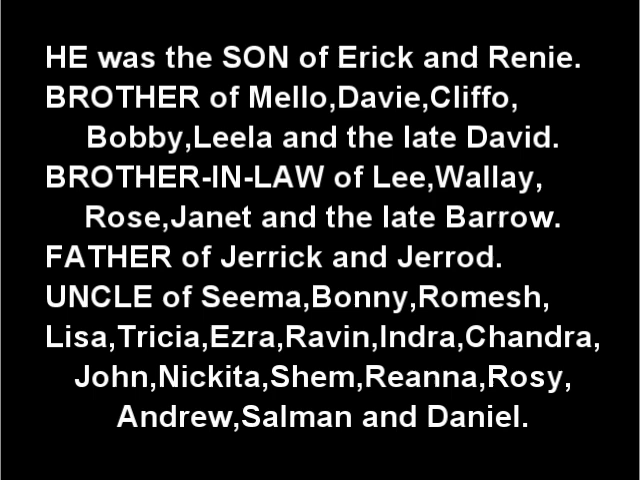 HE was the SON of Erick and Renie.
BROTHER of Mello,Davie,Cliffo,
Bobby,Leela and the late David.
BROTHER-IN-LAW of Lee,Wallay,
Rose,Janet and the late Barrow.
FATHER of Jerrick and Jerrod.
UNCLE of Seema,Bonny,Romesh,
Lisa,Tricia,Ezra,Ravin,Indra,Chandra,
John,Nickita,Shem,Reanna,Rosy,
Andrew,Salman and Daniel.